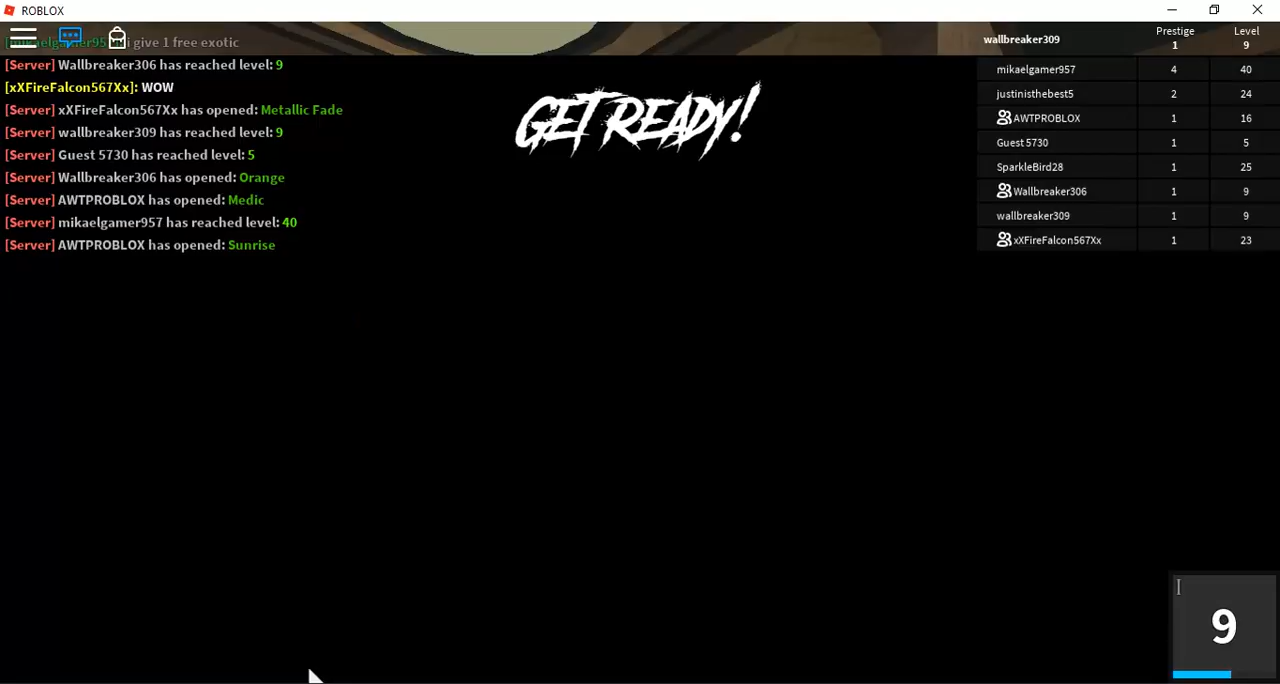 ROBLOX
i give 1 free exotic
[Server] Wallbreaker306 has reached level: 9
[xXFireFalcon567Xx]: WOW
[Server] xXFireFalcon567Xx has opened: Metallic Fade
[Server] wallbreaker309 has reached level: 9
[Server] Guest 5730 has reached level: 5
[Server] Wallbreaker306 has opened: Orange
[Server] AWTPROBLOX has opened: Medic
[Server] mikaelgamer957 has reached level: 40
[Server] AWTPROBLOX has opened: Sunrise
GET READY!
wallbreaker309 Prestige 1 Level 9
mikaelgamer957 4 40
justinisthebest5 2 24
AWTPROBLOX 1 16
Guest 5730 1 5
SparkleBird28 1 25
Wallbreaker306 1 9
wallbreaker309 1 9
xXFireFalcon567Xx 1 23
9